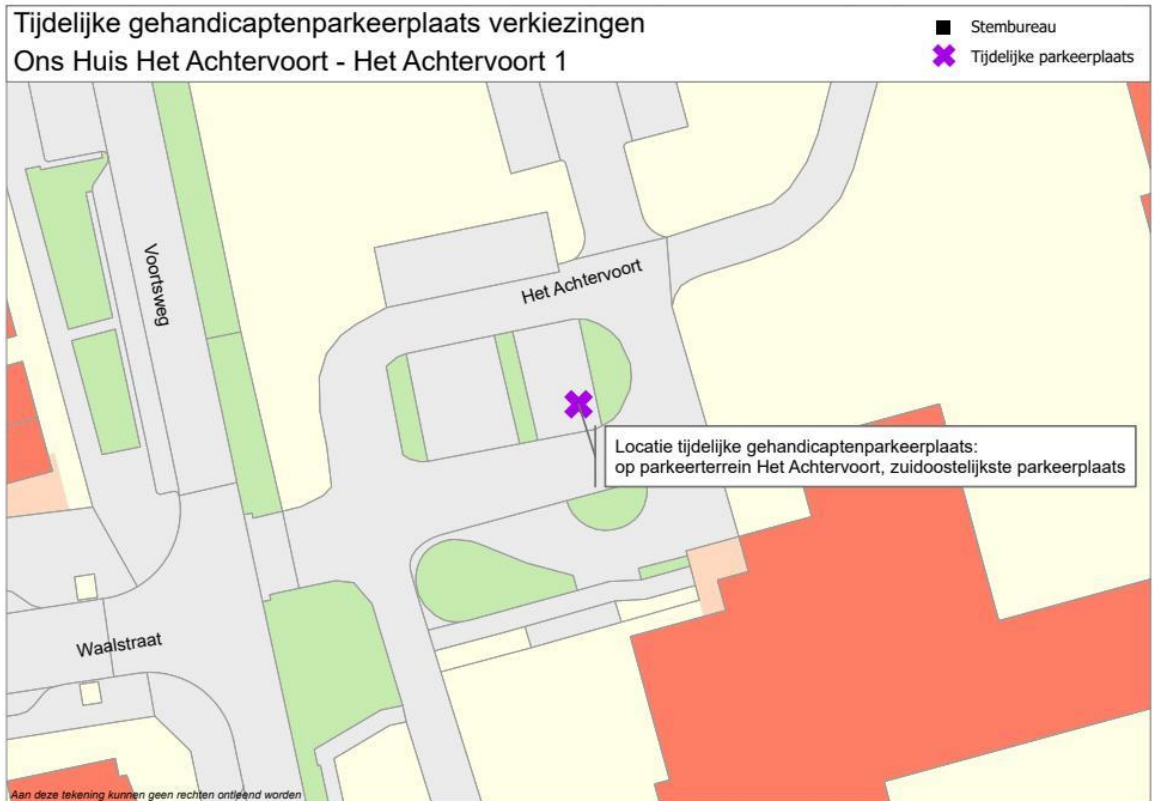 Tijdelijke gehandicaptenparkeerplaats verkiezingen
Ons Huis Het Achtervoort - Het Achtervoort 1
Stembureau
Tijdelijke parkeerplaats
Voortsweg
Het Achtervoort
Locatie tijdelijke gehandicaptenparkeerplaats:
op parkeerterrein Het Achtervoort, zuidoostelijkste parkeerplaats
Waalstraat
Aan deze tekening kunnen geen rechten ontleend worden